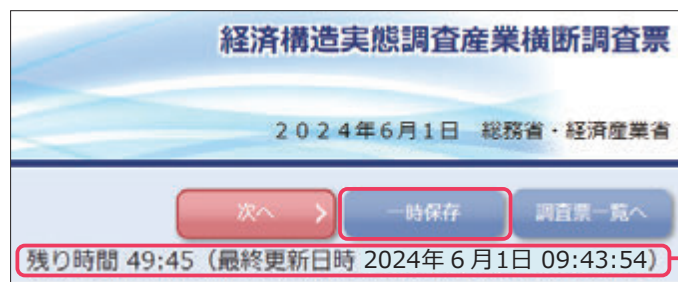 経済構造実態調査産業横断調査票
2024年6月1日 総務省・経済産業省
次へ 一時保存 調査票一覧へ
残り時間 49:45（最終更新日時 2024年6月1日 09:43:54）